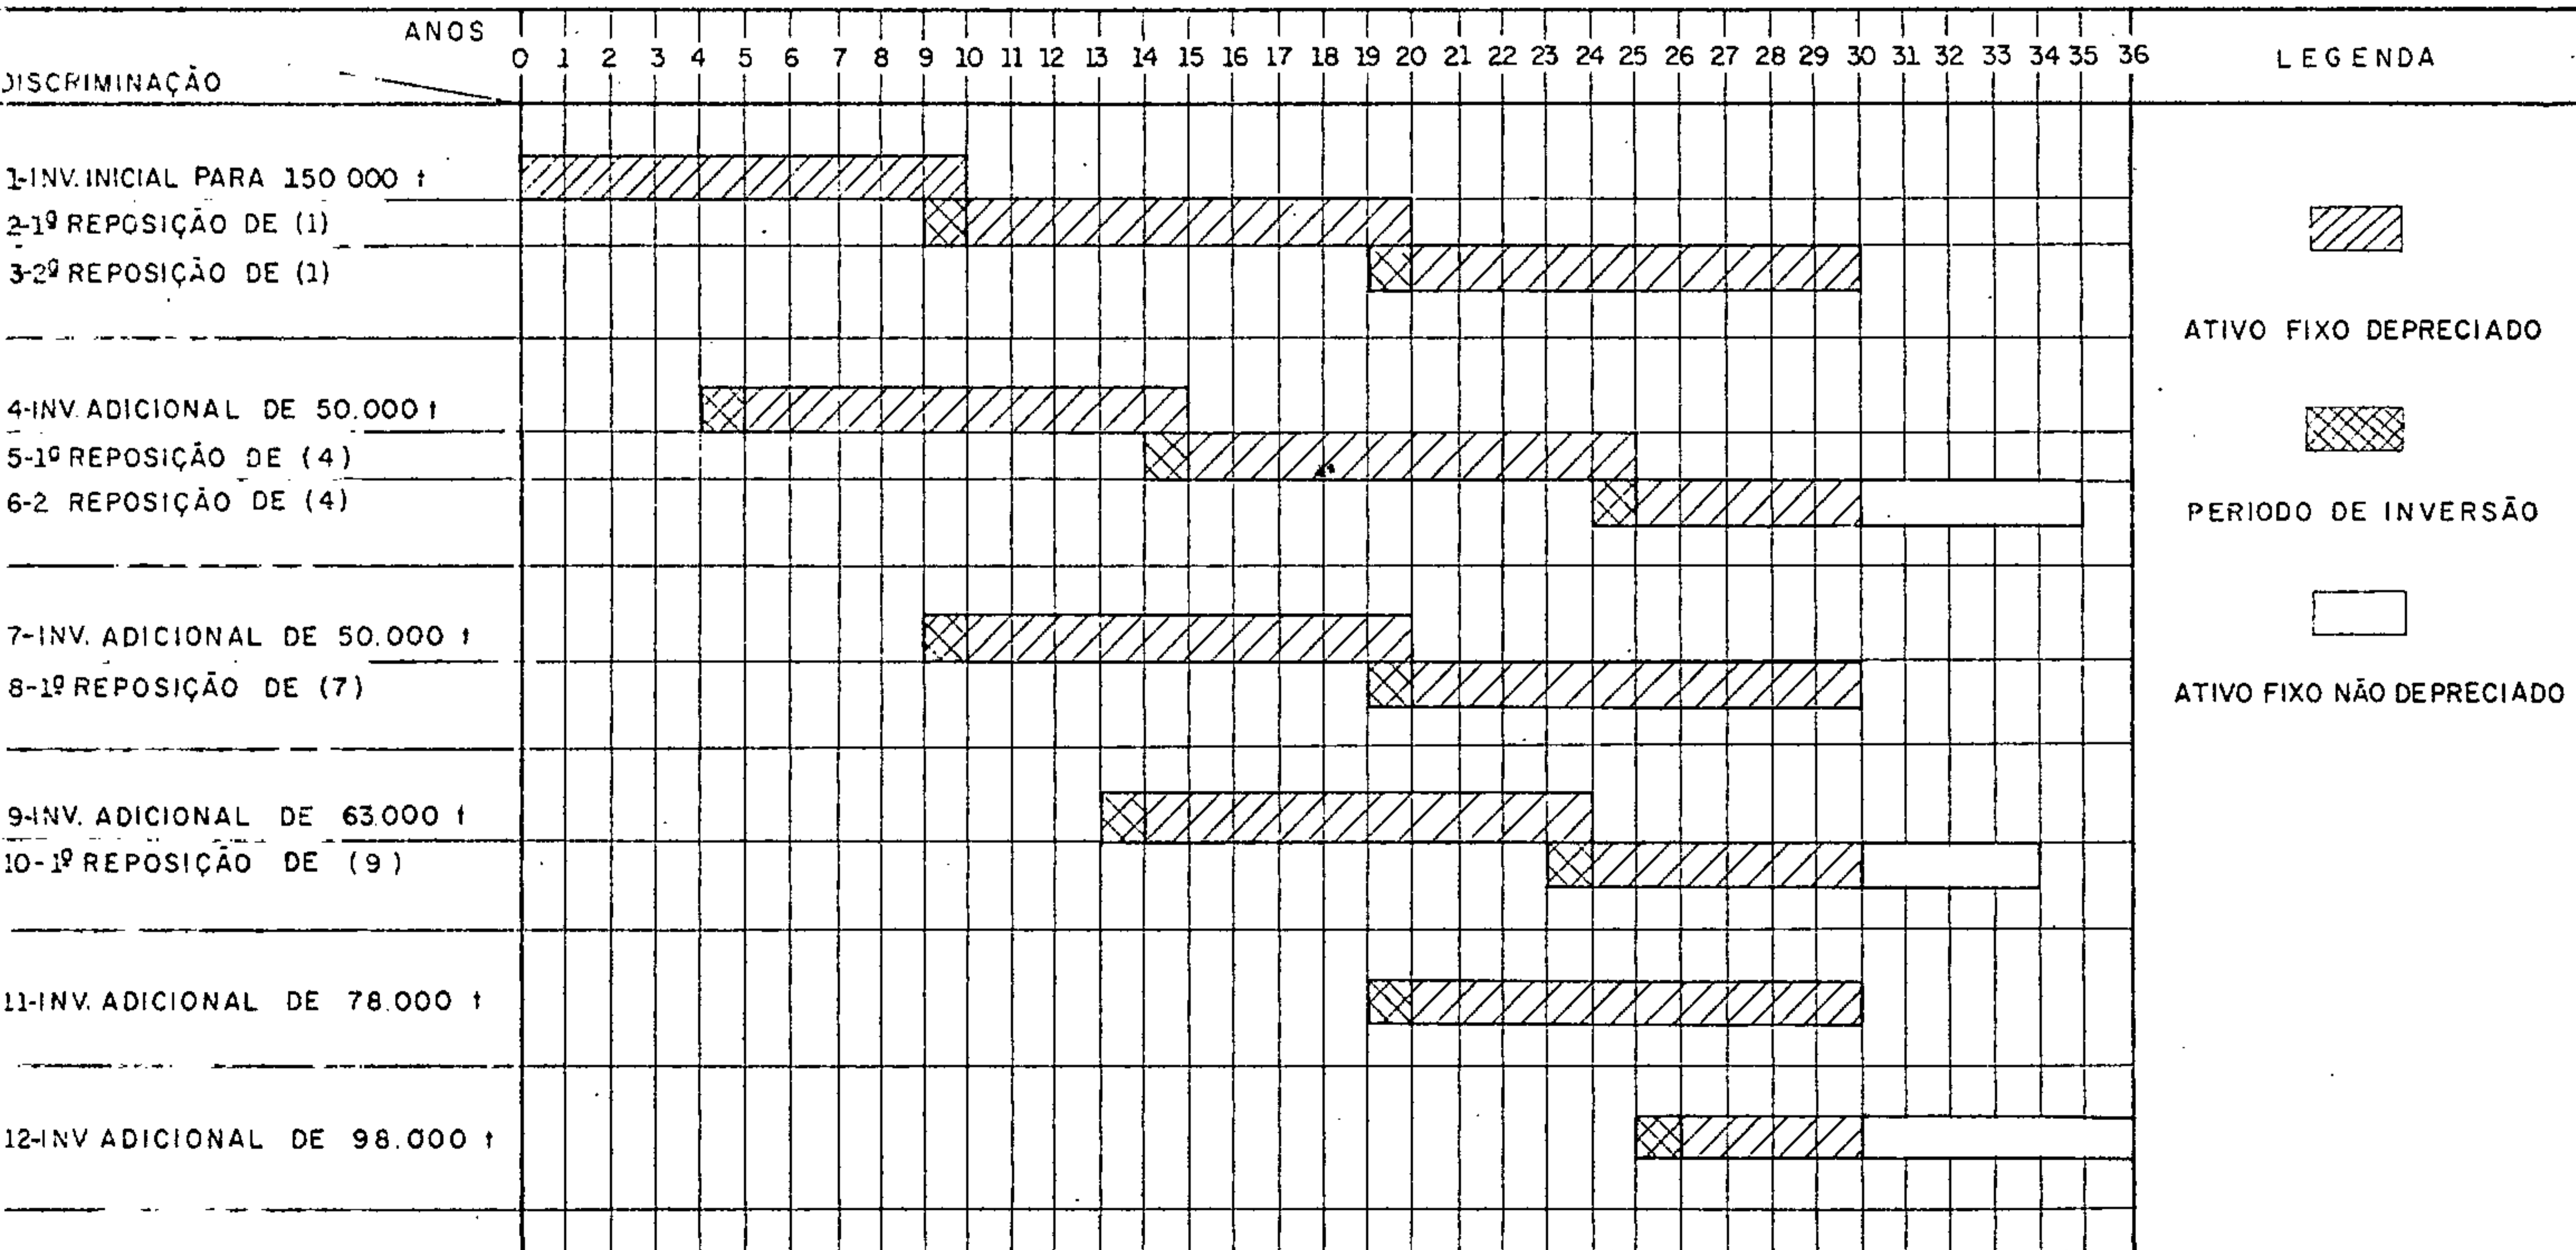 ANOS
0 1 2 3 4 5 6 7 8 9 10 11 12 13 14 15 16 17 18 19 20 21 22 23 24 25 26 27 28 29 30 31 32 33 34 35 36
LEGENDA
DISCRIMINAÇÃO
1-INV. INICIAL PARA 150 000 t
2-1º REPOSIÇÃO DE (1)
3-2º REPOSIÇÃO DE (1)
ATIVO FIXO DEPRECIADO
4-INV. ADICIONAL DE 50.000 t
5-1º REPOSIÇÃO DE (4)
6-2 REPOSIÇÃO DE (4)
PERIODO DE INVERSÃO
7-INV. ADICIONAL DE 50.000 t
8-1º REPOSIÇÃO DE (7)
ATIVO FIXO NÃO DEPRECIADO
9-INV. ADICIONAL DE 63.000 t
10-1º REPOSIÇÃO DE (9)
11-INV. ADICIONAL DE 78.000 t
12-INV ADICIONAL DE 98.000 t